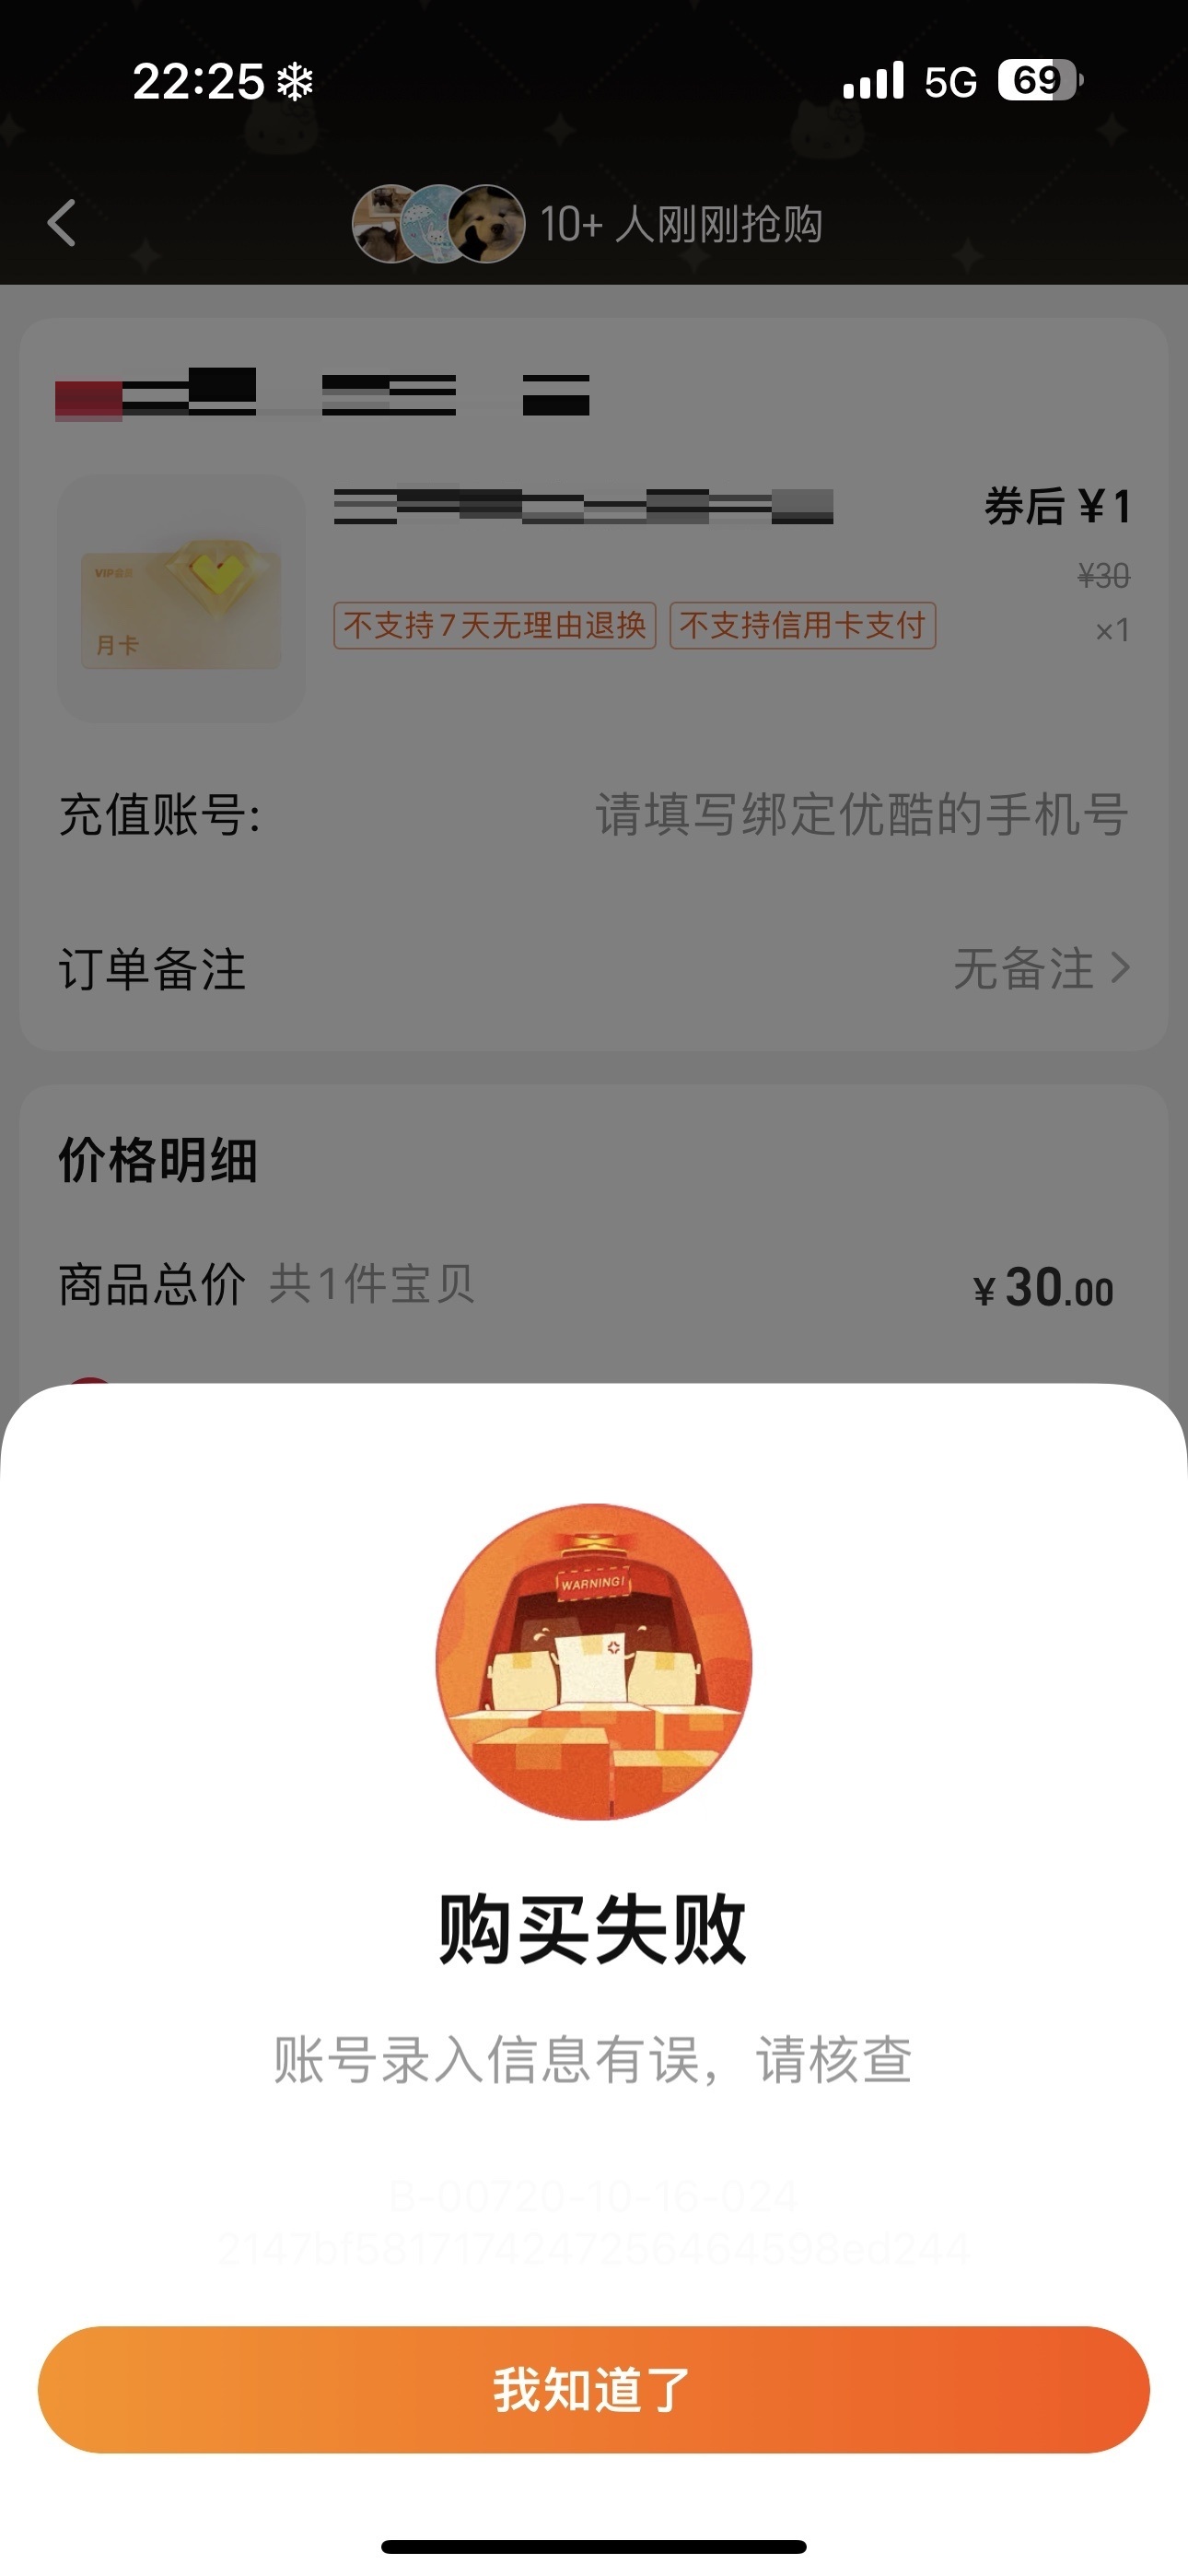 22:25
5G 69
10+ 人刚刚抢购
券后 ¥1
¥30
VIP会员
月卡
不支持7天无理由退换 不支持信用卡支付
×1
充值账号: 请填写绑定优酷的手机号
订单备注 无备注
价格明细
商品总价 共1件宝贝 ¥30.00
WARNING!
购买失败
账号录入信息有误，请核查
B-00720-10-16-024
2147bf5817174247256464598ed244
我知道了